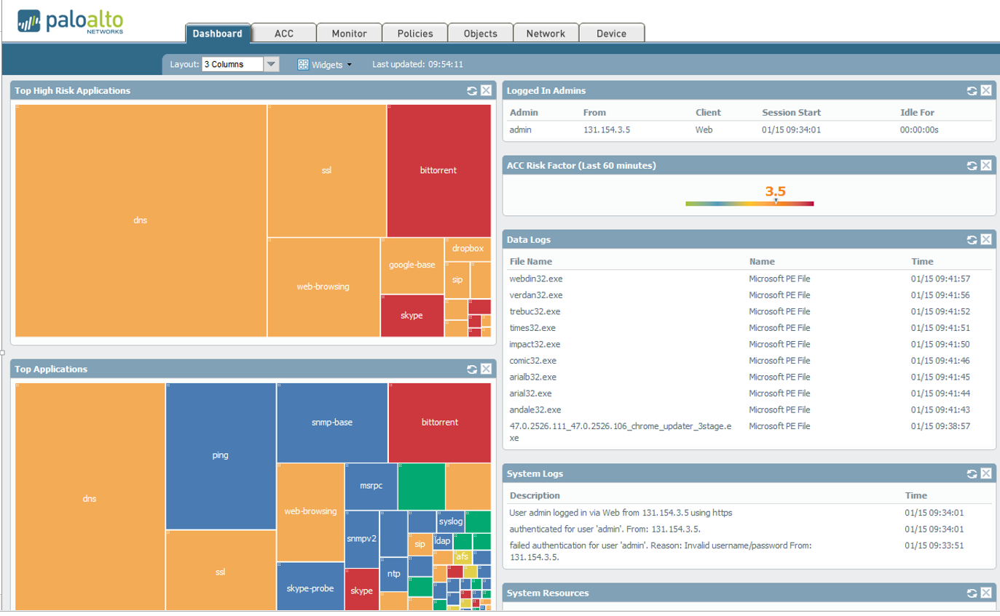 paloalto
NETWORKS
Dashboard ACC Monitor Policies Objects Network Device
Layout: 3 Columns Widgets Last updated: 09:54:11
Top High Risk Applications
dns
ssl
bittorrent
web-browsing
google-base
dropbox
sip
skype
Top Applications
dns
ping
snmp-base
bittorrent
ssl
web-browsing
msrpc
snmpv2
syslog
sip
ldap
afs
skype-probe
skype
ntp
Logged In Admins
Admin From Client Session Start Idle For
admin 131.154.3.5 Web 01/15 09:34:01 00:00:00s
ACC Risk Factor (Last 60 minutes)
3.5
Data Logs
File Name Name Time
webdin32.exe Microsoft PE File 01/15 09:41:57
verdan32.exe Microsoft PE File 01/15 09:41:56
trebuc32.exe Microsoft PE File 01/15 09:41:52
times32.exe Microsoft PE File 01/15 09:41:51
impact32.exe Microsoft PE File 01/15 09:41:50
comic32.exe Microsoft PE File 01/15 09:41:46
arialb32.exe Microsoft PE File 01/15 09:41:45
arial32.exe Microsoft PE File 01/15 09:41:44
andale32.exe Microsoft PE File 01/15 09:41:43
47.0.2526.111_47.0.2526.106_chrome_updater_3stage.e Microsoft PE File 01/15 09:38:57
xe
System Logs
Description Time
User admin logged in via Web from 131.154.3.5 using https 01/15 09:34:01
authenticated for user 'admin'. From: 131.154.3.5. 01/15 09:34:01
failed authentication for user 'admin'. Reason: Invalid username/password From: 01/15 09:33:51
131.154.3.5.
System Resources